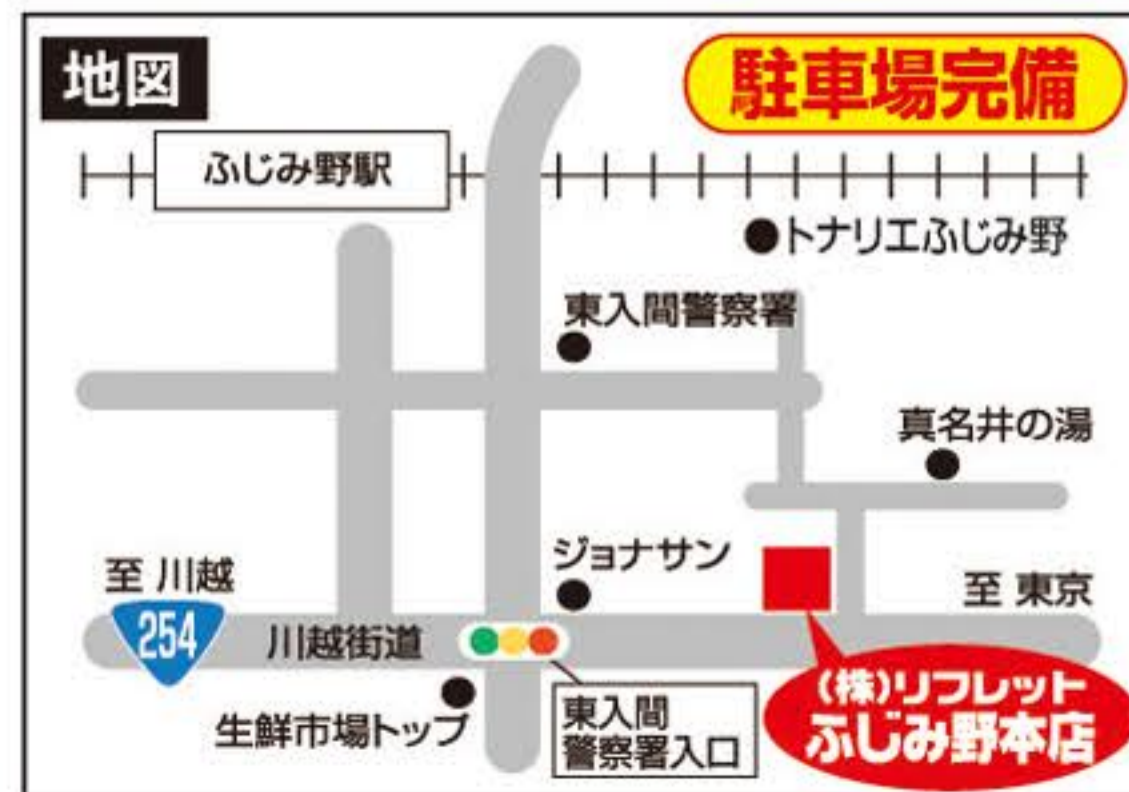 地図
駐車場完備
ふじみ野駅
トナリエふじみ野
東入間警察署
真名井の湯
ジョナサン
至 川越
至 東京
254
川越街道
(株)リフレット
ふじみ野本店
生鮮市場トップ
東入間
警察署入口